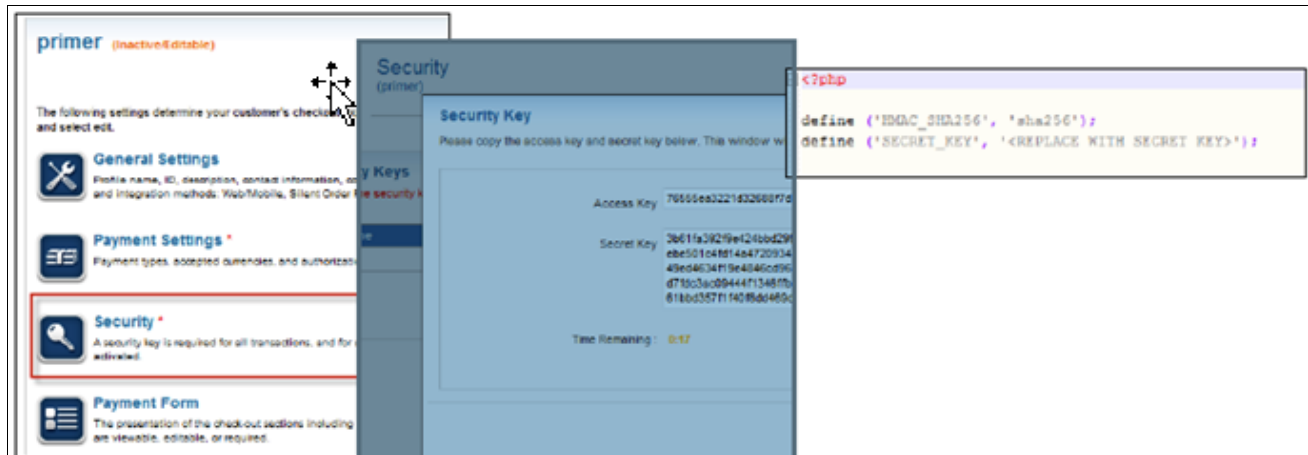 primer (Inactive/Editable)
The following settings determine your customer's checkout
and select edit.
General Settings
Profile name, ID, description, contact information,
and integration methods: Web/Mobile, Silent Order
Payment Settings *
Payment types, accepted currencies, and
Security *
A security key is required for all transactions, and for
activated.
Payment Form
The presentation of the check-out sections including
are viewable, editable, or required.
Security
(primer)
y Keys
he security k
Security Key
Please copy the access key and secret key below. This window
Access Key
Secret Key
Time Remaining : 0:17
<?php
define ('HMAC_SHA256', 'sha256');
define ('SECRET_KEY', '<REPLACE WITH SECRET KEY>');